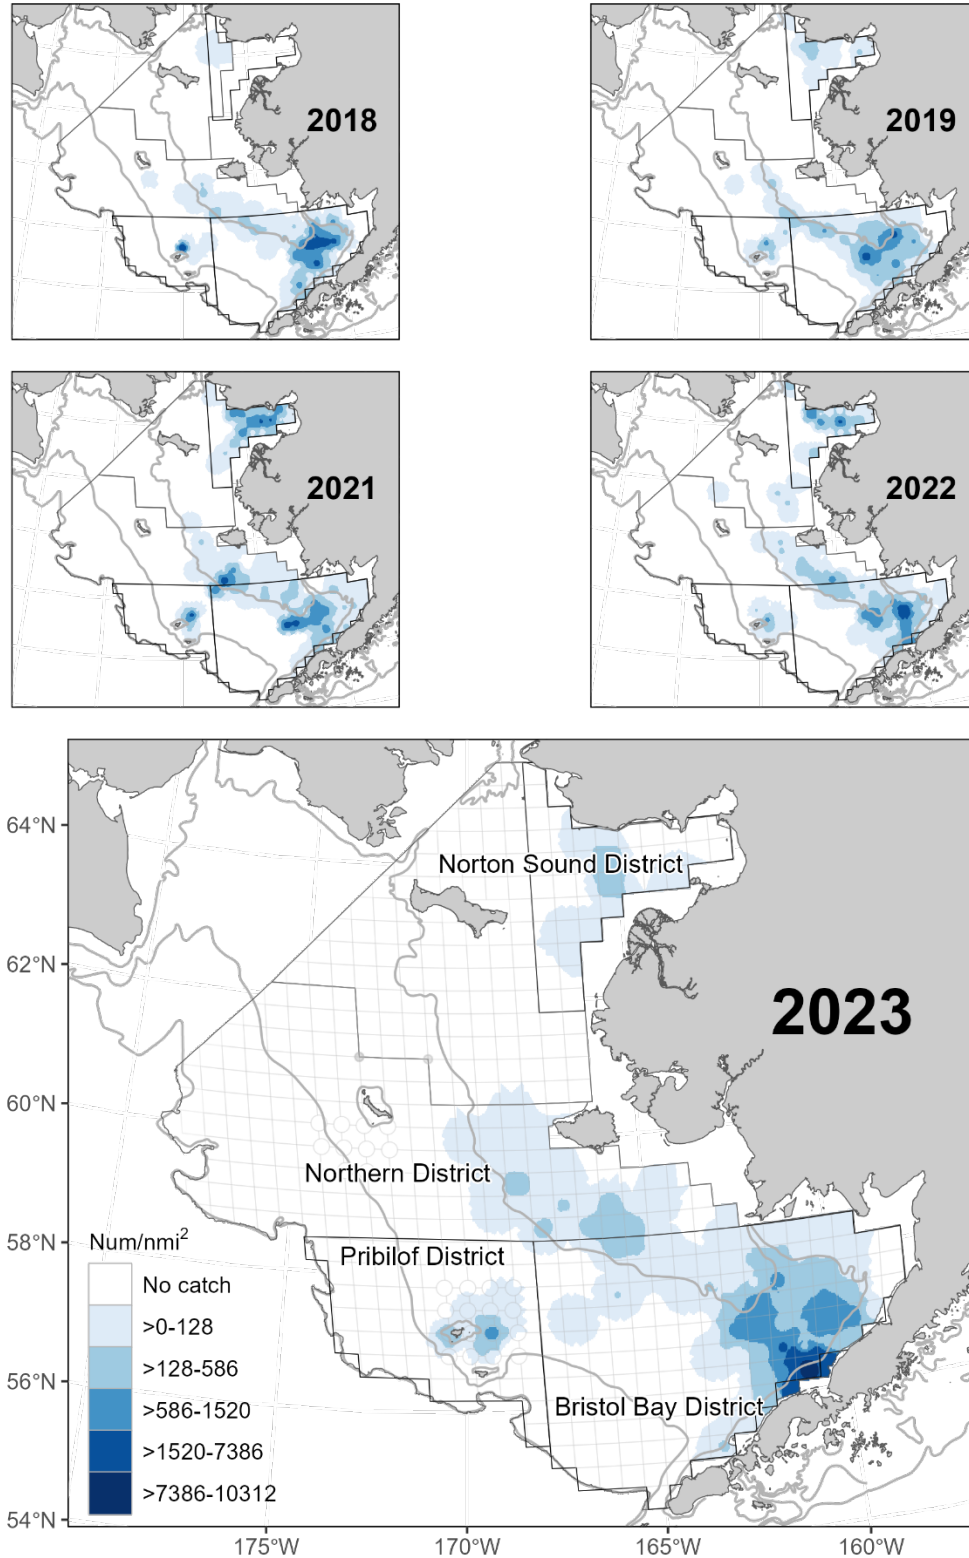 2018
2019
2021
2022
2023
Norton Sound District
Northern District
Pribilof District
Bristol Bay District
64°N
62°N
60°N
58°N
56°N
54°N
Num/nmi²
No catch
>0-128
>128-586
>586-1520
>1520-7386
>7386-10312
175°W
170°W
165°W
160°W